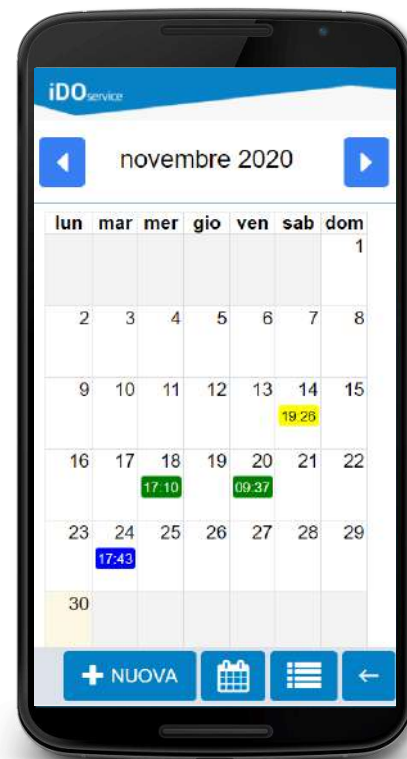 iDOservice
novembre 2020
lun mar mer gio ven sab dom
1
2 3 4 5 6 7 8
9 10 11 12 13 14 15
19:26
16 17 18 19 20 21 22
17:10 09:37
23 24 25 26 27 28 29
17:43
30
NUOVA